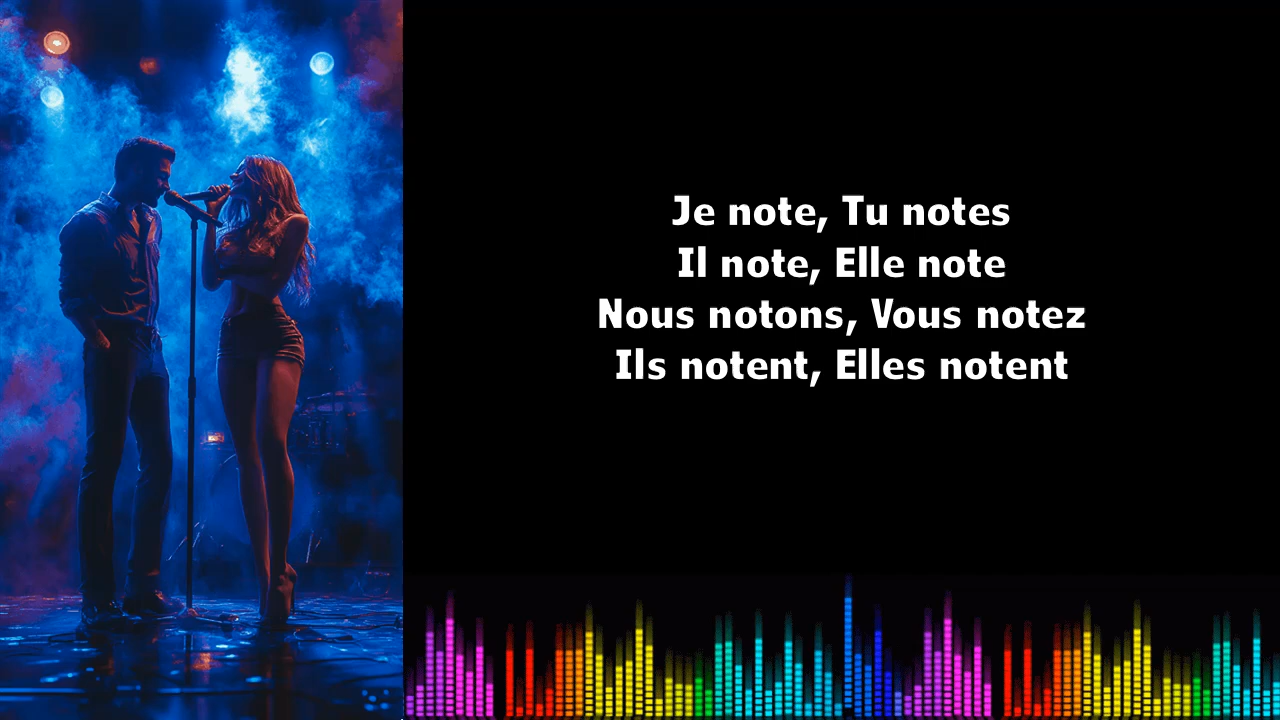 Je note, Tu notes
Il note, Elle note
Nous notons, Vous notez
Ils notent, Elles notent